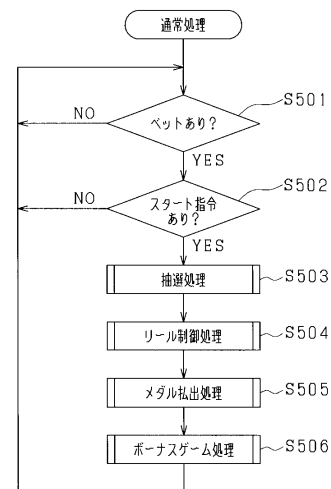 通常処理
S501
ベットあり?
NO
YES
S502
スタート指令
あり?
NO
YES
抽選処理
S503
リール制御処理
S504
メダル払出処理
S505
ボーナスゲーム処理
S506